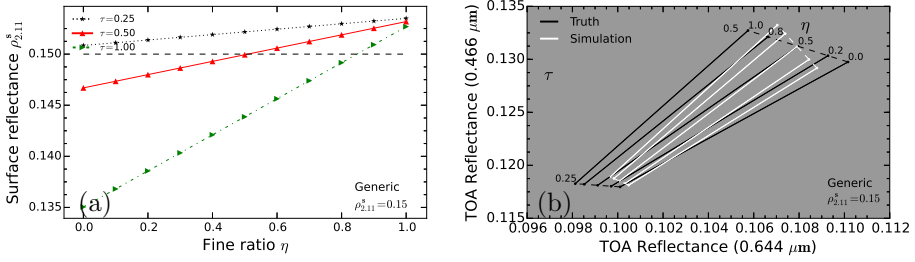 τ=0.25
τ=0.50
τ=1.00
0.150
0.145
0.140
0.135
Surface reflectance ρ^s_2.11
(a)
Generic
ρ^s_2.11=0.15
0.0 0.2 0.4 0.6 0.8 1.0
Fine ratio η
Truth
Simulation
0.5 1.0
0.8
η
0.5
0.2
0.0
τ
0.25
0.135
0.130
0.125
0.120
0.115
TOA Reflectance (0.466 μm)
(b)
Generic
ρ^s_2.11=0.15
0.096 0.098 0.100 0.102 0.104 0.106 0.108 0.110 0.112
TOA Reflectance (0.644 μm)